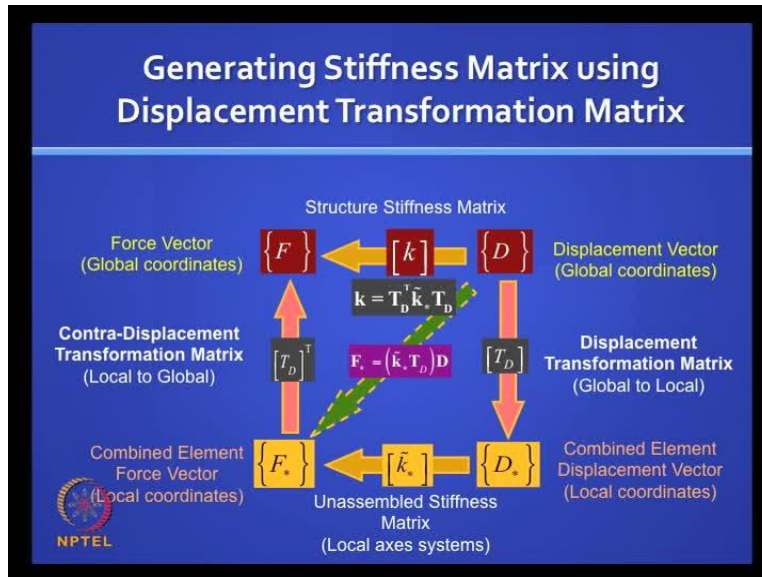 Generating Stiffness Matrix using
Displacement Transformation Matrix
Structure Stiffness Matrix
Force Vector
(Global coordinates)
{F}
[k]
{D}
Displacement Vector
(Global coordinates)
k = T_D^T k̃_* T_D
Contra-Displacement
Transformation Matrix
(Local to Global)
[T_D]^T
F_* = (k̃_* T_D)D
[T_D]
Displacement
Transformation Matrix
(Global to Local)
Combined Element
Force Vector
(Local coordinates)
{F_*}
[k̃_*]
{D_*}
Combined Element
Displacement Vector
(Local coordinates)
Unassembled Stiffness
Matrix
(Local axes systems)
NPTEL